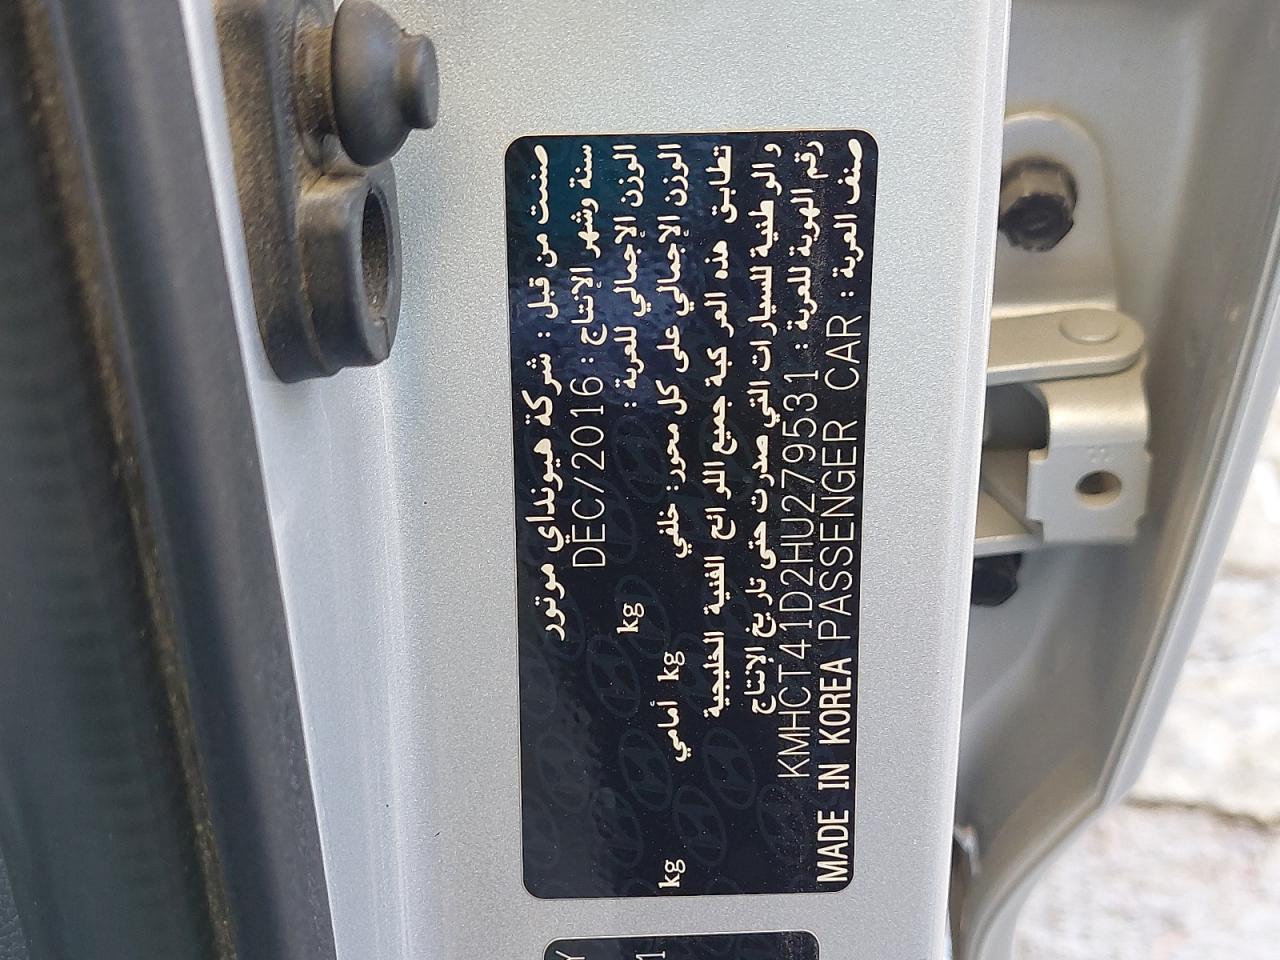 صنعت من قبل : شركة هيونداي موتور
سنة وشهر الإنتاج : DEC/2016
الوزن الإجمالي للعربة : kg
الوزن الإجمالي على كل محور : خلفي kg أمامي kg
تطابق هذه المركبة جميع اللوائح الفنية الخليجية
والوطنية للسيارات التي صدرت حتى تاريخ الإنتاج
رقم الهوية للعربة : KMHCT41D2HU279531
صنف العربة : PASSENGER CAR MADE IN KOREA